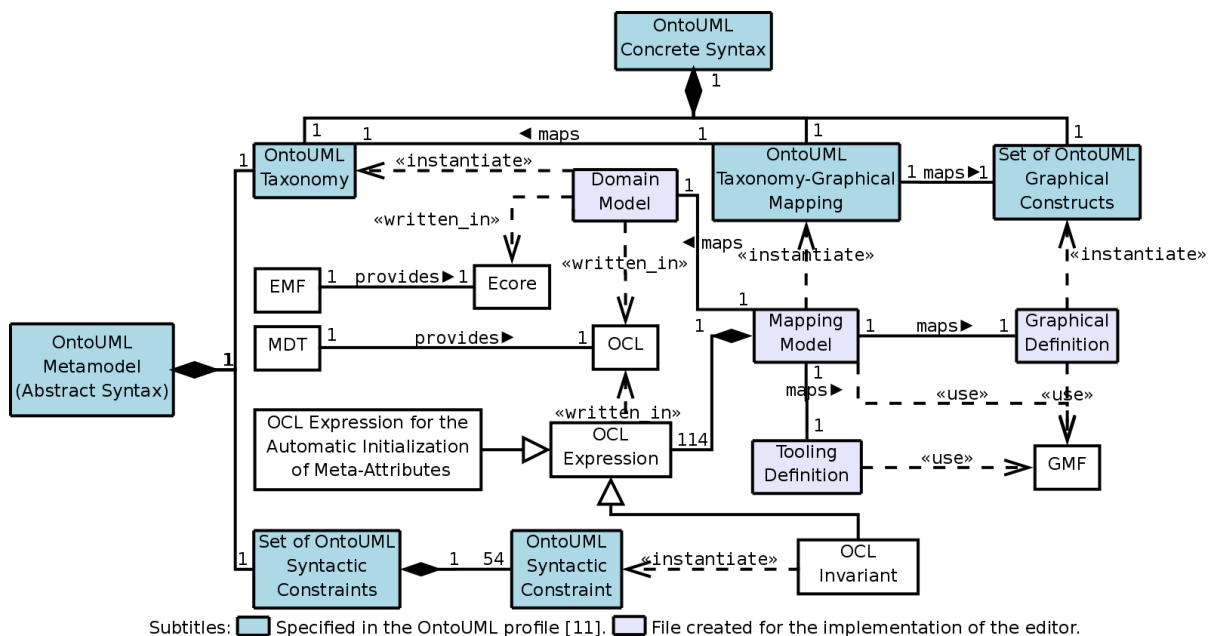 OntoUML
Concrete Syntax
1
1
1
◄ maps
1
1
1
1
OntoUML
Taxonomy
«instantiate»
Domain
Model
1
OntoUML
Taxonomy-Graphical
Mapping
1 maps► 1
Set of OntoUML
Graphical
Constructs
«written_in»
◄ maps
«written_in»
«instantiate»
«instantiate»
EMF
1 provides► 1
Ecore
1
OntoUML
Metamodel
(Abstract Syntax)
1
MDT
1 provides► 1
OCL
1
Mapping
Model
1 maps► 1
Graphical
Definition
1
maps►
«use»
«use»
1
OCL Expression for the
Automatic Initialization
of Meta-Attributes
«written_in»
OCL
Expression
114
Tooling
Definition
«use»
GMF
1
Set of OntoUML
Syntactic
Constraints
1 54
OntoUML
Syntactic
Constraint
«instantiate»
OCL
Invariant
Subtitles: Specified in the OntoUML profile [11]. File created for the implementation of the editor.